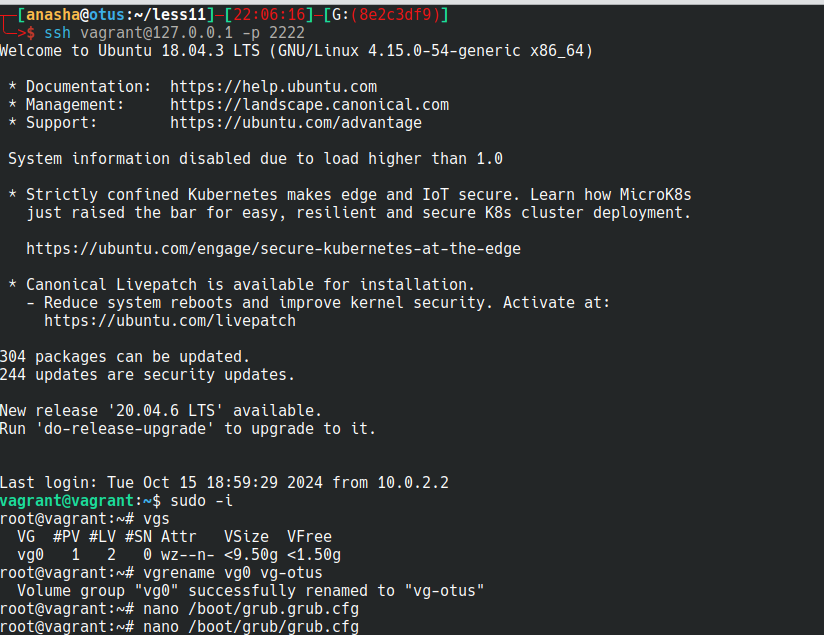 [anasha@otus:~/less11]-[22:06:16]-[G:(8e2c3df9)]
└─>$ ssh vagrant@127.0.0.1 -p 2222
Welcome to Ubuntu 18.04.3 LTS (GNU/Linux 4.15.0-54-generic x86_64)

 * Documentation:  https://help.ubuntu.com
 * Management:     https://landscape.canonical.com
 * Support:        https://ubuntu.com/advantage

 System information disabled due to load higher than 1.0

 * Strictly confined Kubernetes makes edge and IoT secure. Learn how MicroK8s
   just raised the bar for easy, resilient and secure K8s cluster deployment.

   https://ubuntu.com/engage/secure-kubernetes-at-the-edge

 * Canonical Livepatch is available for installation.
   - Reduce system reboots and improve kernel security. Activate at:
     https://ubuntu.com/livepatch

304 packages can be updated.
244 updates are security updates.

New release '20.04.6 LTS' available.
Run 'do-release-upgrade' to upgrade to it.


Last login: Tue Oct 15 18:59:29 2024 from 10.0.2.2
vagrant@vagrant:~$ sudo -i
root@vagrant:~# vgs
  VG  #PV #LV #SN Attr   VSize  VFree
  vg0   1   2   0 wz--n- <9.50g <1.50g
root@vagrant:~# vgrename vg0 vg-otus
  Volume group "vg0" successfully renamed to "vg-otus"
root@vagrant:~# nano /boot/grub.grub.cfg
root@vagrant:~# nano /boot/grub/grub.cfg